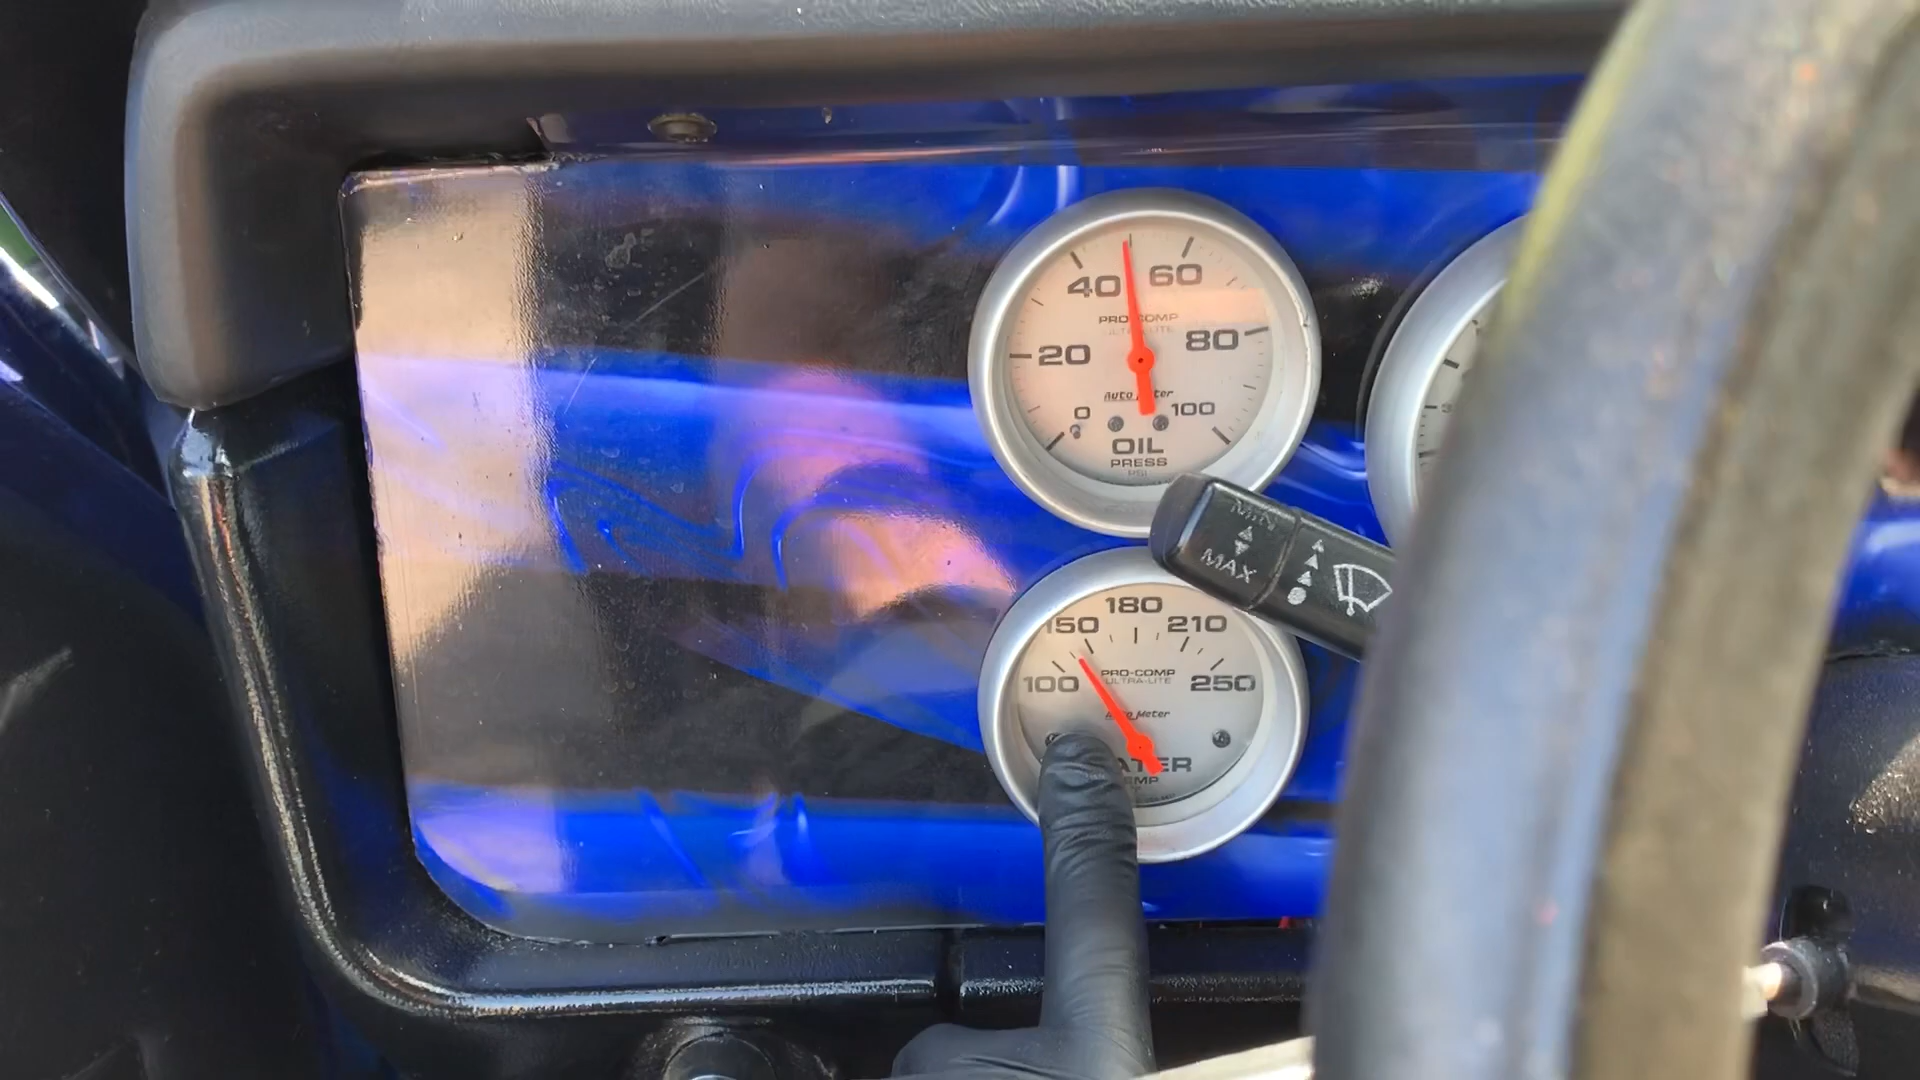 40 60
PRO-COMP
ULTRA-LITE
20 80
Auto Meter
0 100
OIL
PRESS
PSI
MIN
MAX
180
150 210
PRO-COMP
ULTRA-LITE
100 250
Auto Meter